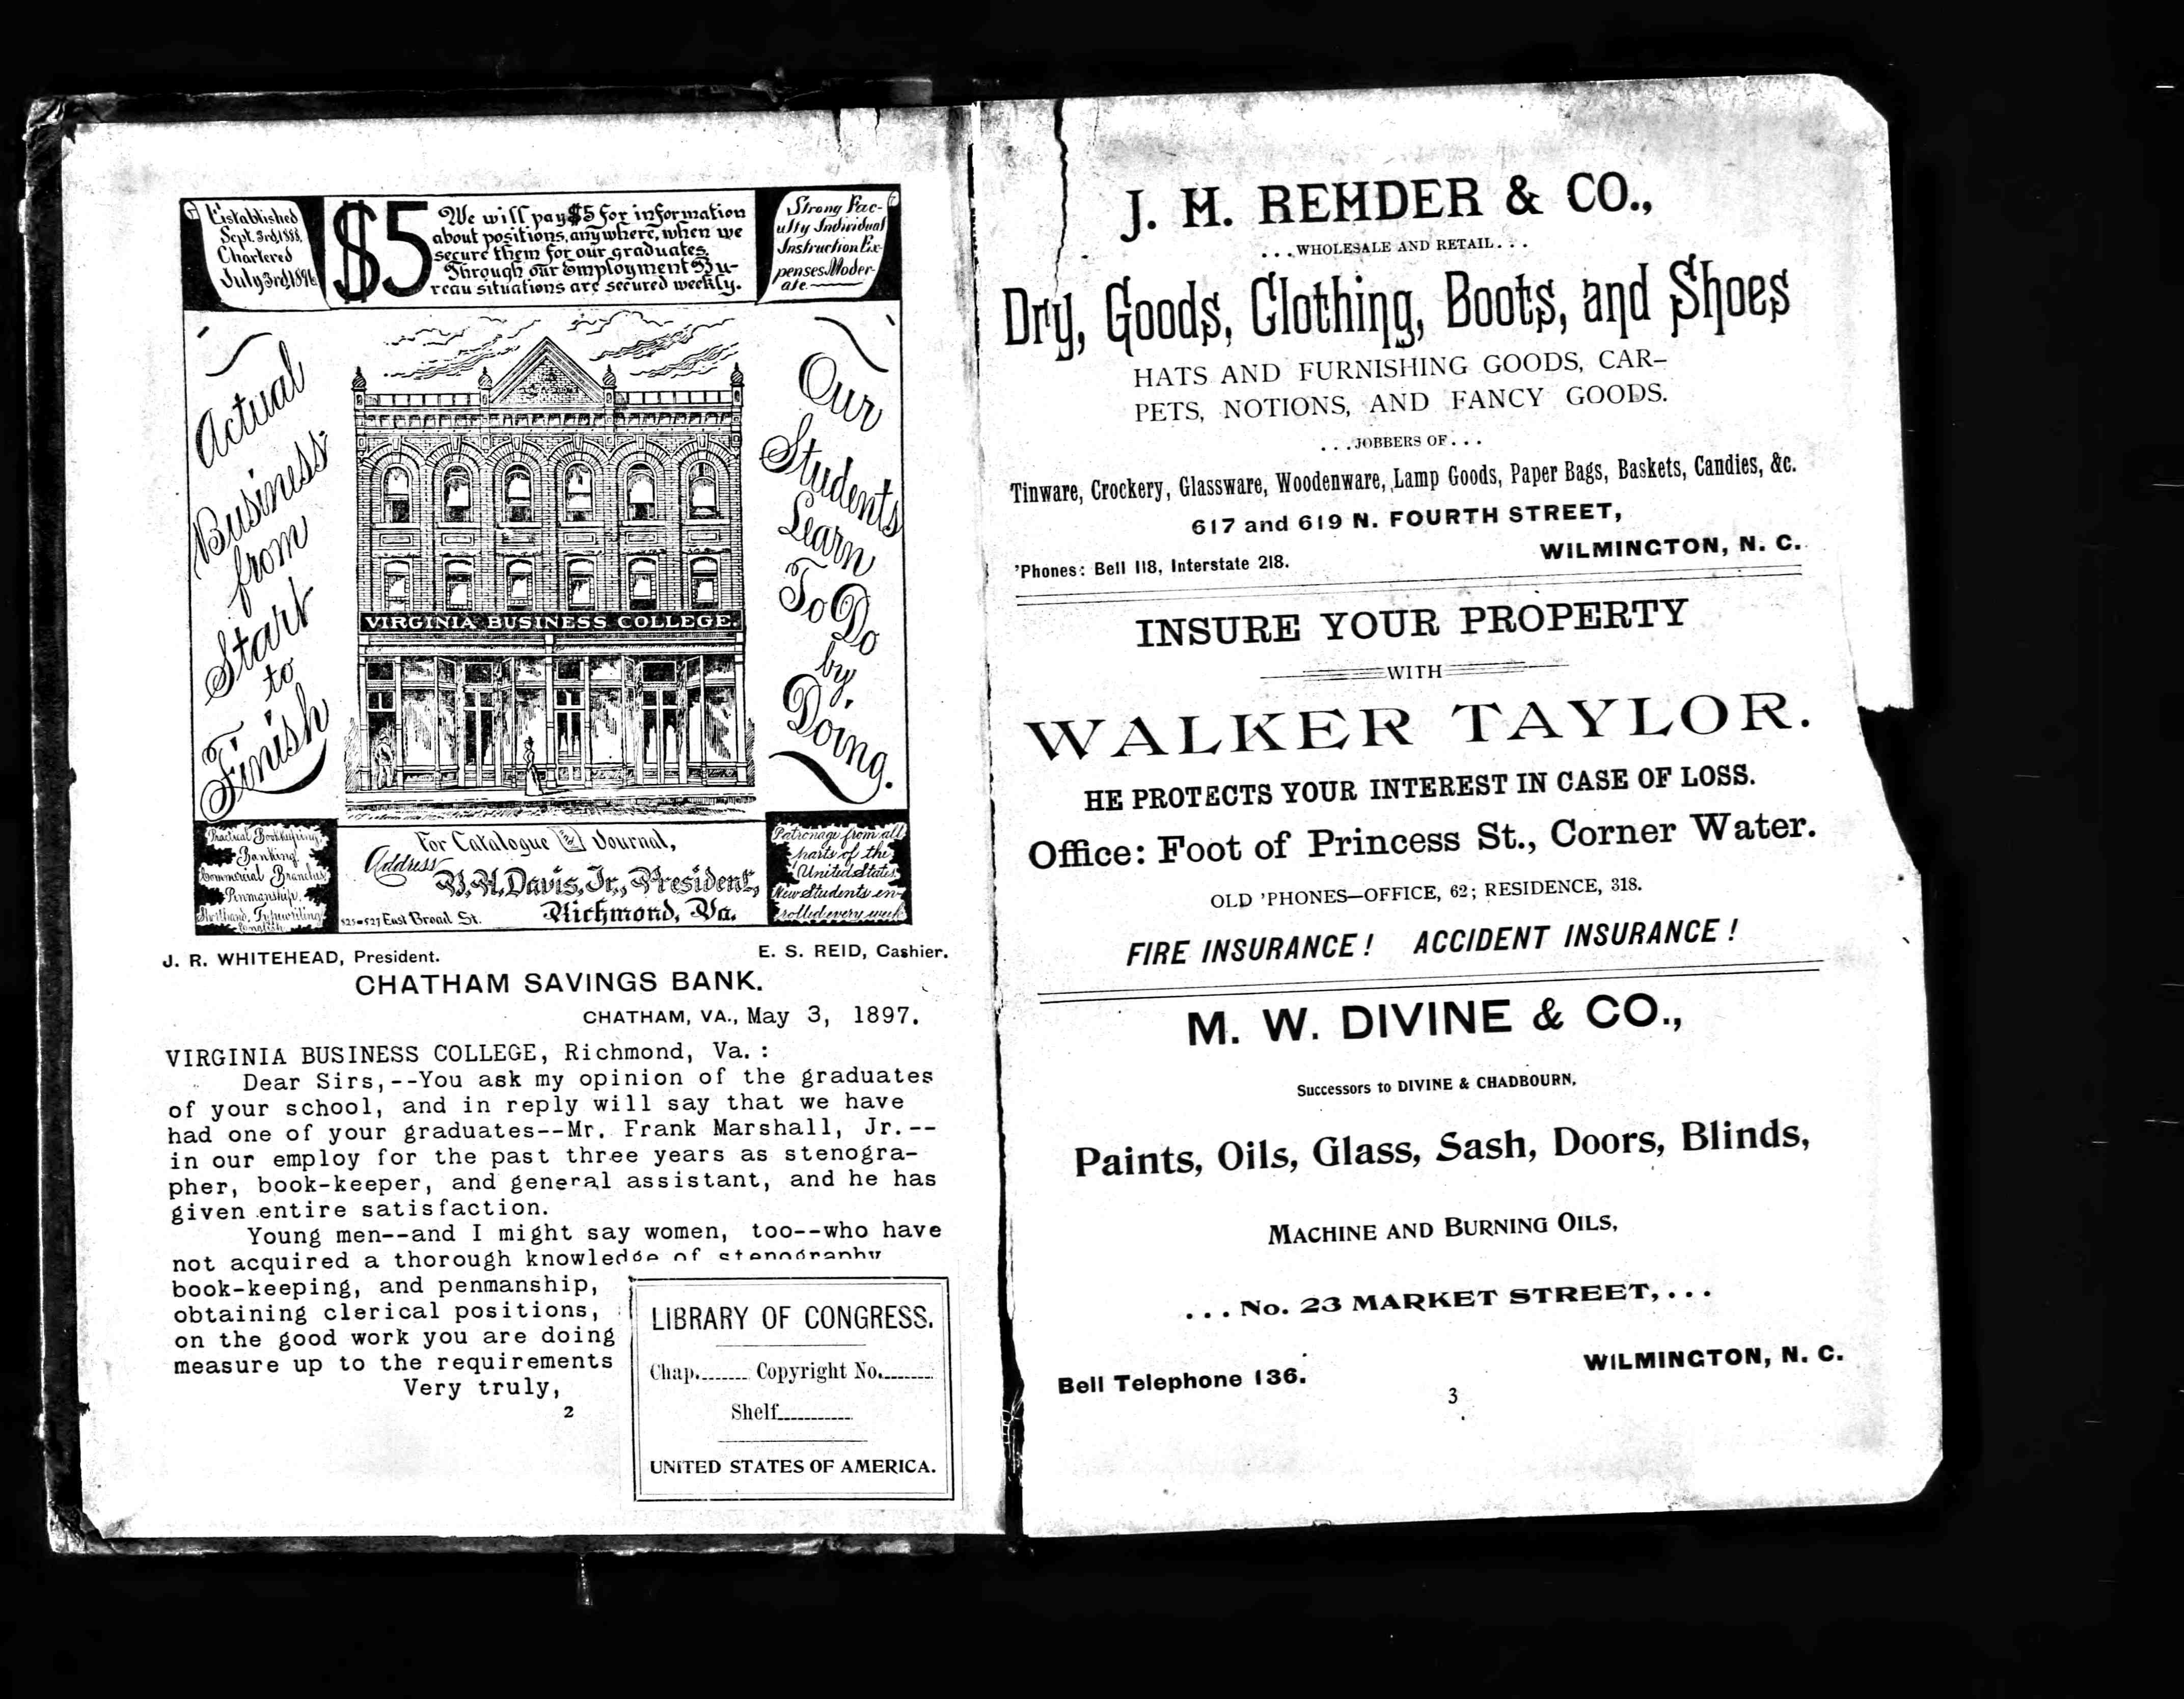 Established
Sept. 3rd, 1888,
Chartered
July 3rd, 1896
$5
We will pay $5 for information
about positions, anywhere, when we
secure them for our graduates.
Through our Employment Bu-
reau situations are secured weekly.
Strong Fac-
ulty Individual
Instruction Ex-
penses Moder-
ate
Actual
Business
from
Start
to
Finish
VIRGINIA BUSINESS COLLEGE.
Our
Students
Learn
To Do
by
Doing.
Practical Bookkeeping
Banking
Commercial Branches
Penmanship.
Shorthand, Typewriting
English
For Catalogue & Journal,
Address
Davis, Jr., President,
525-527 East Broad St. Richmond, Va.
Patronage from all
parts of the
United States
New Students en-
rolled every week
J. R. WHITEHEAD, President. E. S. REID, Cashier.
CHATHAM SAVINGS BANK.
CHATHAM, VA., May 3, 1897.
VIRGINIA BUSINESS COLLEGE, Richmond, Va. :
Dear Sirs,--You ask my opinion of the graduates
of your school, and in reply will say that we have
had one of your graduates--Mr. Frank Marshall, Jr.--
in our employ for the past three years as stenogra-
pher, book-keeper, and general assistant, and he has
given entire satisfaction.
Young men--and I might say women, too--who have
not acquired a thorough knowledge of stenography
book-keeping, and penmanship,
obtaining clerical positions,
on the good work you are doing
measure up to the requirements
Very truly,
2
LIBRARY OF CONGRESS.
Chap. Copyright No.
Shelf
UNITED STATES OF AMERICA.
J. H. REHDER & CO.,
...WHOLESALE AND RETAIL...
Dry, Goods, Clothing, Boots, and Shoes
HATS AND FURNISHING GOODS, CAR-
PETS, NOTIONS, AND FANCY GOODS.
...JOBBERS OF...
Tinware, Crockery, Glassware, Woodenware, Lamp Goods, Paper Bags, Baskets, Candies, &c.
617 and 619 N. FOURTH STREET,
WILMINGTON, N. C.
'Phones: Bell 118, Interstate 218.
INSURE YOUR PROPERTY
WITH
WALKER TAYLOR.
HE PROTECTS YOUR INTEREST IN CASE OF LOSS.
Office: Foot of Princess St., Corner Water.
OLD 'PHONES—OFFICE, 62; RESIDENCE, 318.
FIRE INSURANCE! ACCIDENT INSURANCE!
M. W. DIVINE & CO.,
Successors to DIVINE & CHADBOURN,
Paints, Oils, Glass, Sash, Doors, Blinds,
MACHINE AND BURNING OILS,
...No. 23 MARKET STREET,...
WILMINGTON, N. C.
Bell Telephone 136.
3